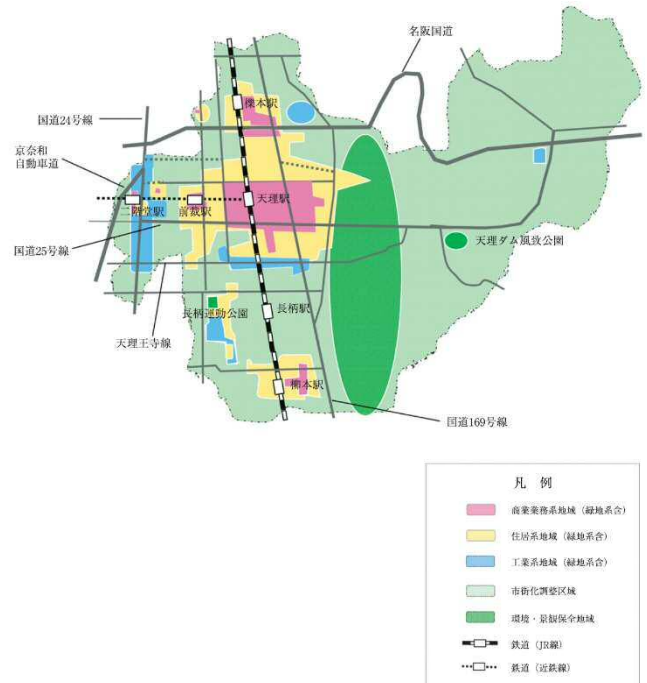 名阪国道
国道24号線
櫟本駅
京奈和
自動車道
天理駅
二階堂駅
前栽駅
国道25号線
天理ダム風致公園
長柄運動公園
長柄駅
天理王寺線
柳本駅
国道169号線
凡 例
商業業務系地域（緑地系含）
住居系地域（緑地系含）
工業系地域（緑地系含）
市街化調整区域
環境・景観保全地域
鉄道（JR線）
鉄道（近鉄線）